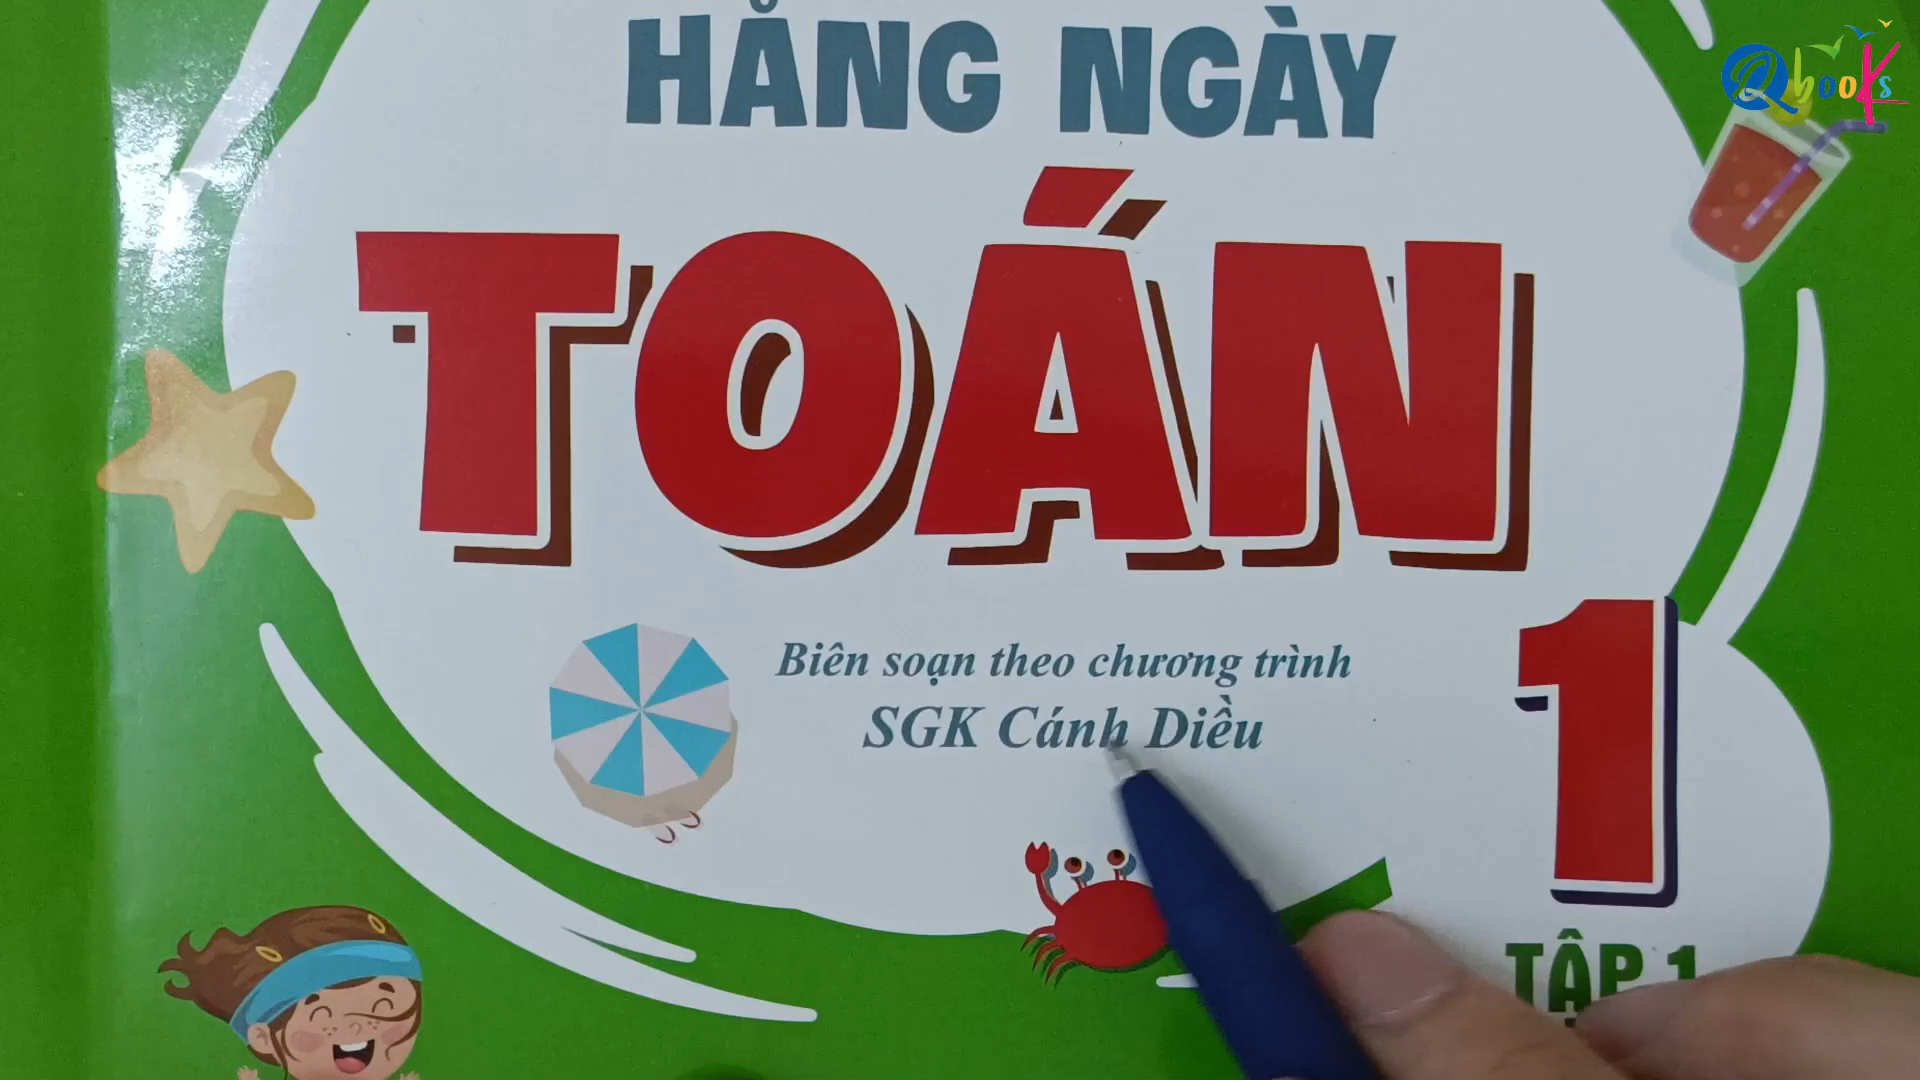 Qbooks
HẰNG NGÀY
TOÁN
1
Biên soạn theo chương trình
SGK Cánh Diều
TẬP 1